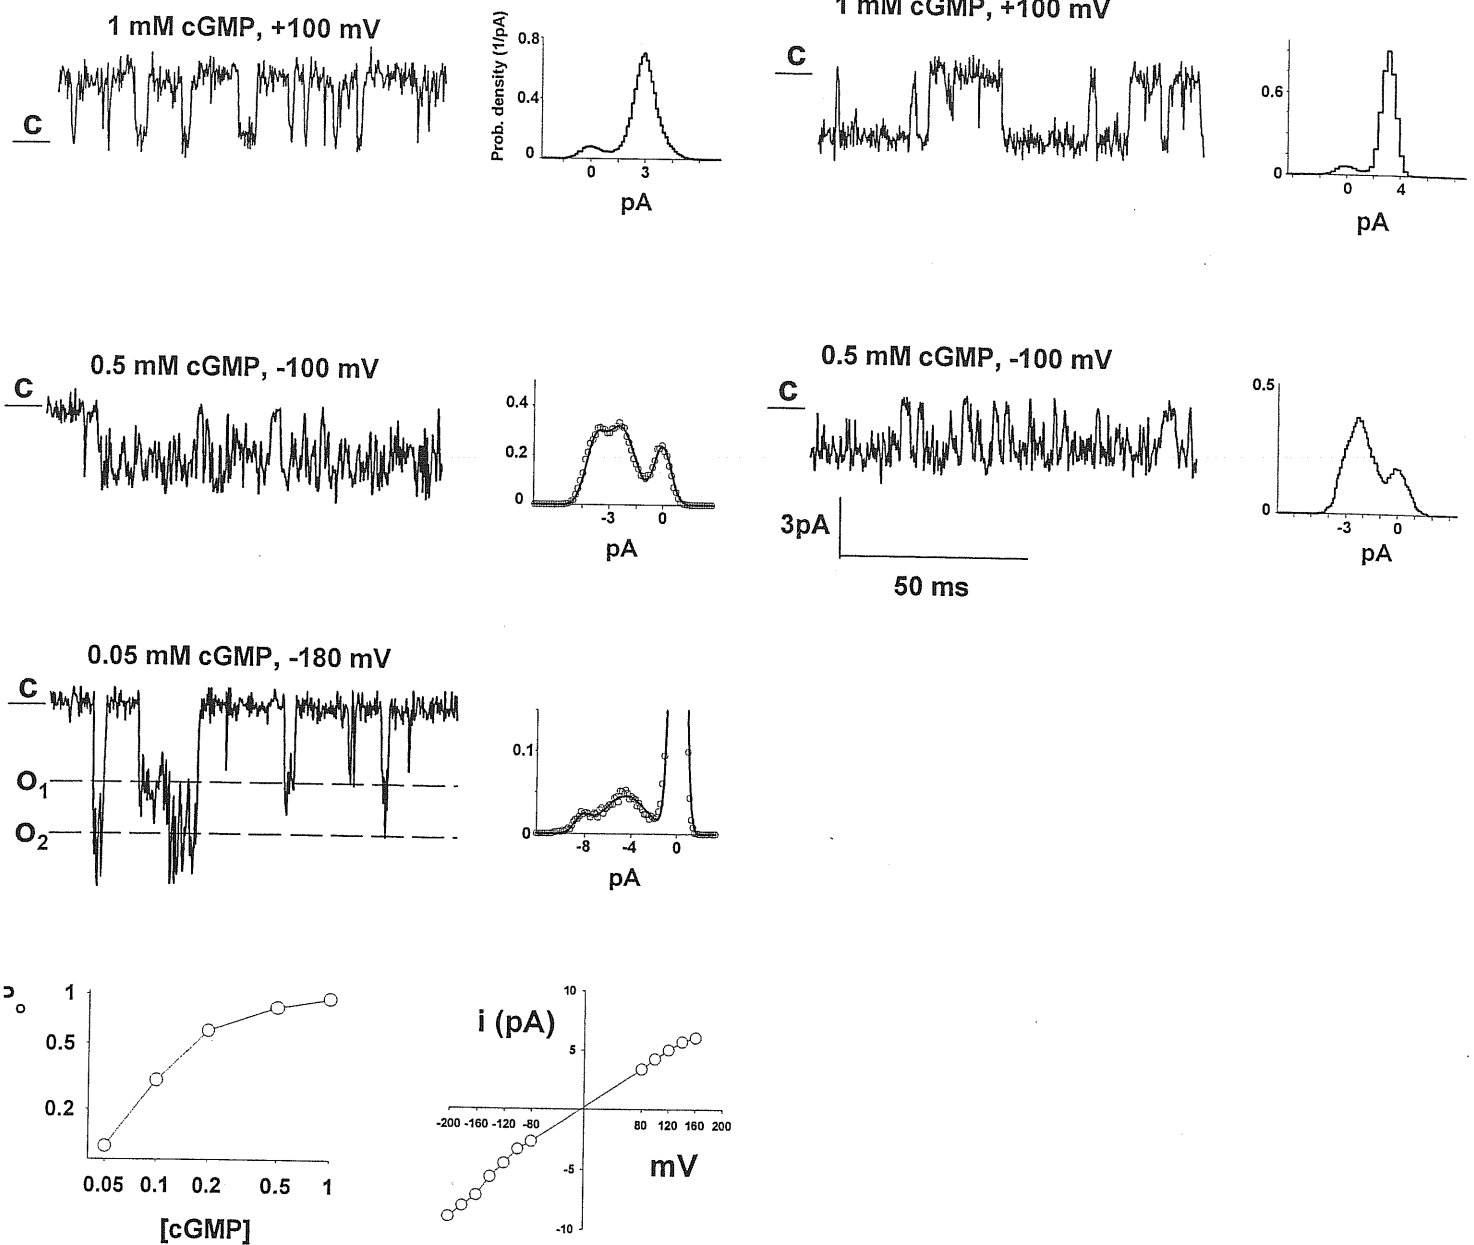 1 mM cGMP, +100 mV
C
Prob. density (1/pA)
0.8
0.4
0
0 3
pA
1 mM cGMP, +100 mV
C
0.6
0
0 4
pA
0.5 mM cGMP, -100 mV
C
0.4
0.2
0
-3 0
pA
0.5 mM cGMP, -100 mV
C
3pA
50 ms
0.5
0
-3 0
pA
0.05 mM cGMP, -180 mV
C
O1
O2
0.1
0
-8 -4 0
pA
1
0.5
0.2
0.05 0.1 0.2 0.5 1
[cGMP]
i (pA)
10
5
-5
-10
-200 -160 -120 -80
80 120 160 200
mV